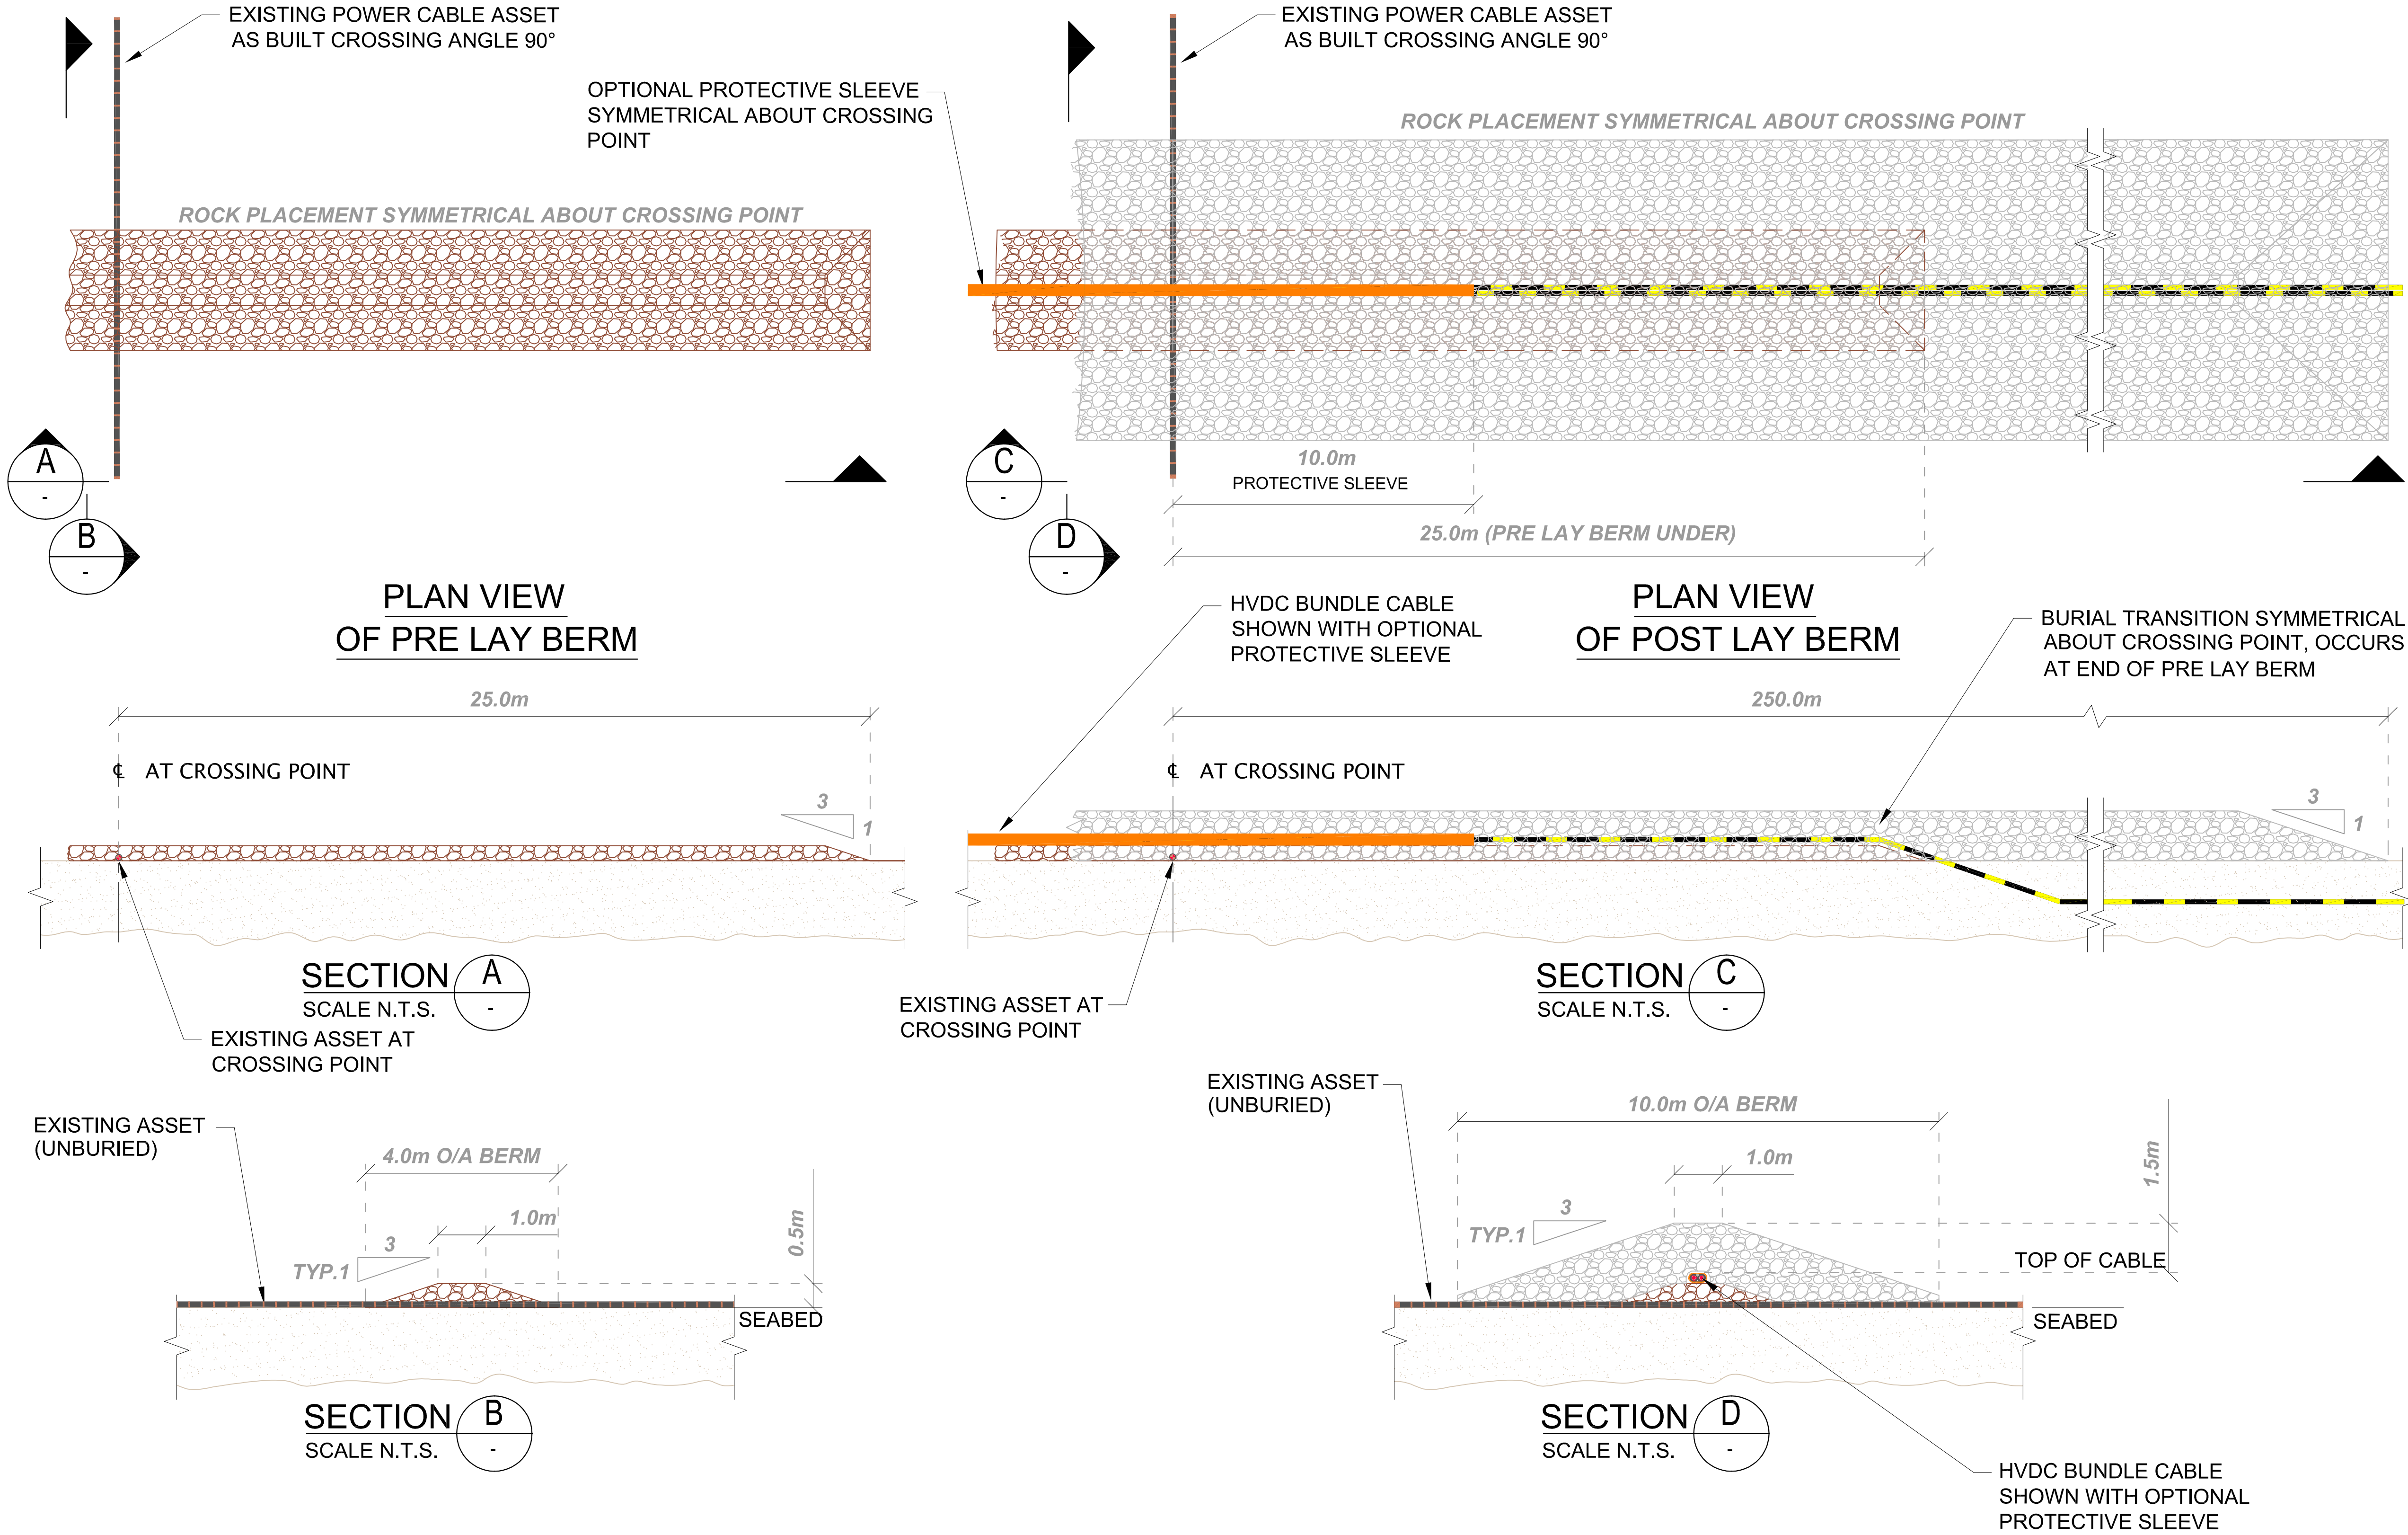 EXISTING POWER CABLE ASSET
AS BUILT CROSSING ANGLE 90°
ROCK PLACEMENT SYMMETRICAL ABOUT CROSSING POINT
A
-
B
-
PLAN VIEW
OF PRE LAY BERM
EXISTING POWER CABLE ASSET
AS BUILT CROSSING ANGLE 90°
OPTIONAL PROTECTIVE SLEEVE
SYMMETRICAL ABOUT CROSSING
POINT
ROCK PLACEMENT SYMMETRICAL ABOUT CROSSING POINT
C
-
D
-
10.0m
PROTECTIVE SLEEVE
25.0m (PRE LAY BERM UNDER)
PLAN VIEW
OF POST LAY BERM
25.0m
℄ AT CROSSING POINT
3
1
SECTION A
SCALE N.T.S. -
EXISTING ASSET AT
CROSSING POINT
HVDC BUNDLE CABLE
SHOWN WITH OPTIONAL
PROTECTIVE SLEEVE
BURIAL TRANSITION SYMMETRICAL
ABOUT CROSSING POINT, OCCURS
AT END OF PRE LAY BERM
250.0m
℄ AT CROSSING POINT
3
1
EXISTING ASSET AT
CROSSING POINT
SECTION C
SCALE N.T.S. -
EXISTING ASSET
(UNBURIED)
4.0m O/A BERM
1.0m
0.5m
3
TYP.1
SEABED
SECTION B
SCALE N.T.S. -
EXISTING ASSET
(UNBURIED)
10.0m O/A BERM
1.0m
1.5m
3
TYP.1
TOP OF CABLE
SEABED
SECTION D
SCALE N.T.S. -
HVDC BUNDLE CABLE
SHOWN WITH OPTIONAL
PROTECTIVE SLEEVE